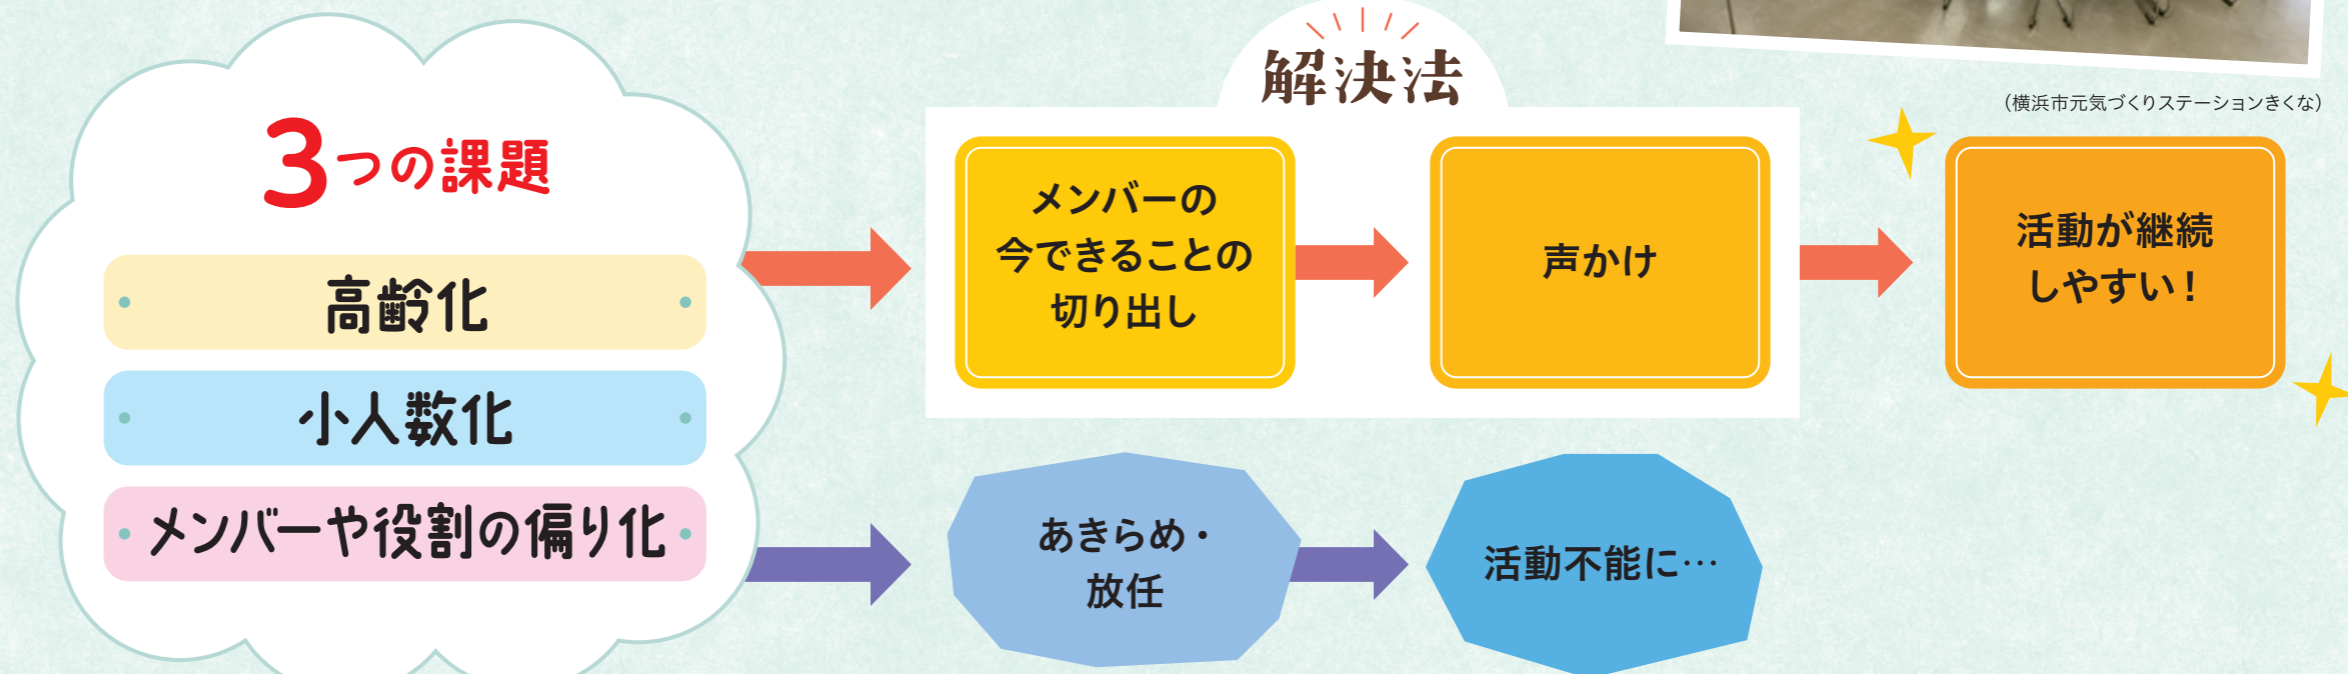 3つの課題
高齢化
小人数化
メンバーや役割の偏り化
解決法
メンバーの
今できることの
切り出し
声かけ
(横浜市元気づくりステーションきくな)
活動が継続
しやすい！
あきらめ・
放任
活動不能に…